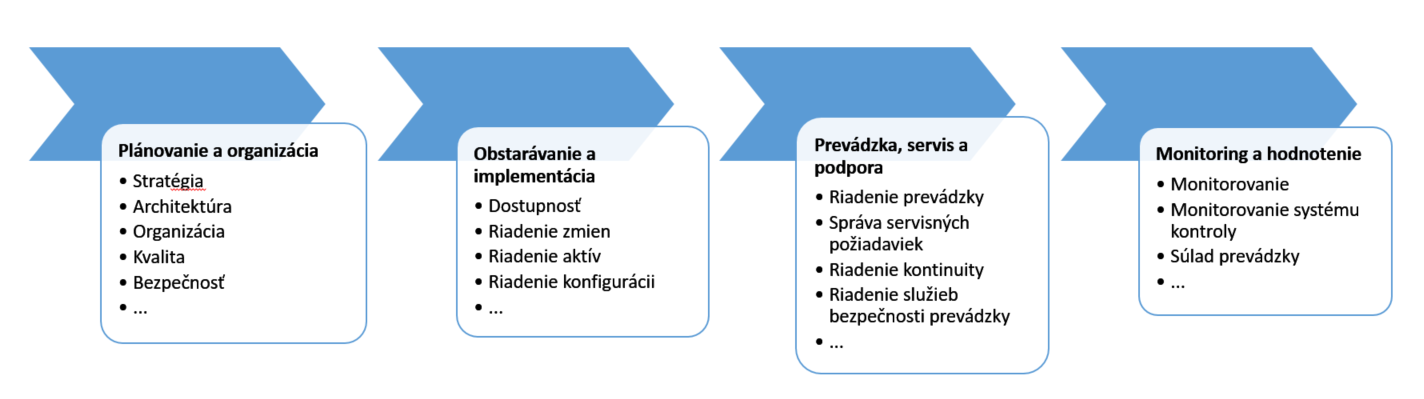 Plánovanie a organizácia
• Stratégia
• Architektúra
• Organizácia
• Kvalita
• Bezpečnosť
• ...
Obstarávanie a
implementácia
• Dostupnosť
• Riadenie zmien
• Riadenie aktív
• Riadenie konfigurácii
• ...
Prevádzka, servis a
podpora
• Riadenie prevádzky
• Správa servisných
požiadaviek
• Riadenie kontinuity
• Riadenie služieb
bezpečnosti prevádzky
• ...
Monitoring a hodnotenie
• Monitorovanie
• Monitorovanie systému
kontroly
• Súlad prevádzky
• ...